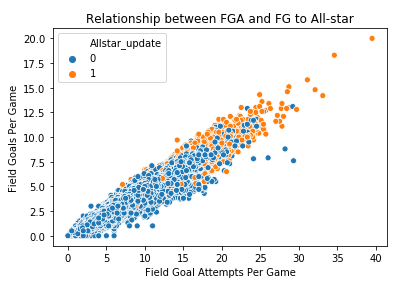 Relationship between FGA and FG to All-star
Allstar_update
0
1
Field Goals Per Game
20.0
17.5
15.0
12.5
10.0
7.5
5.0
2.5
0.0
0 5 10 15 20 25 30 35 40
Field Goal Attempts Per Game